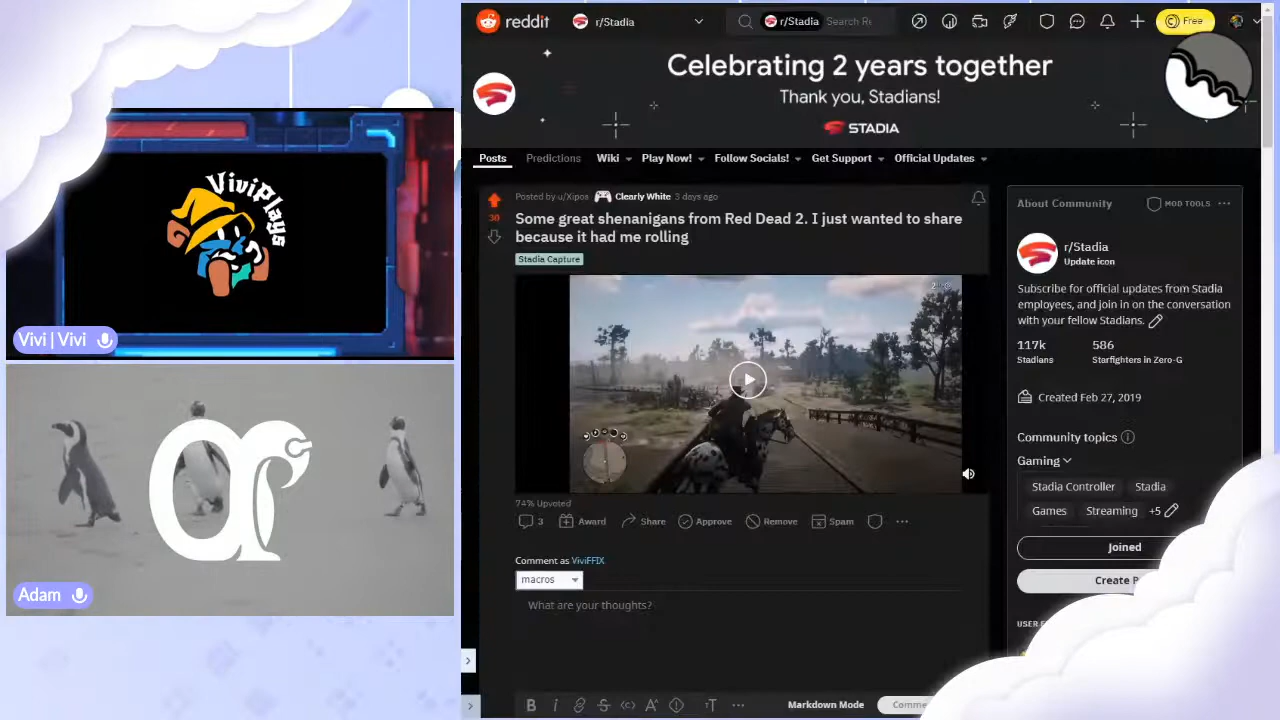 reddit
r/Stadia
r/Stadia Search Re
Free
Celebrating 2 years together
Thank you, Stadians!
STADIA
Posts Predictions Wiki Play Now! Follow Socials! Get Support Official Updates
ViviPlays
Vivi | Vivi
Adam
Posted by u/Xipos Clearly White 3 days ago
30
Some great shenanigans from Red Dead 2. I just wanted to share
because it had me rolling
Stadia Capture
74% Upvoted
3 Award Share Approve Remove Spam
Comment as ViviFFIX
macros
What are your thoughts?
B i Markdown Mode Comme
About Community MOD TOOLS
r/Stadia
Update icon
Subscribe for official updates from Stadia
employees, and join in on the conversation
with your fellow Stadians.
117k 586
Stadians Starfighters in Zero-G
Created Feb 27, 2019
Community topics
Gaming
Stadia Controller Stadia
Games Streaming +5
Joined
Create P
USER F